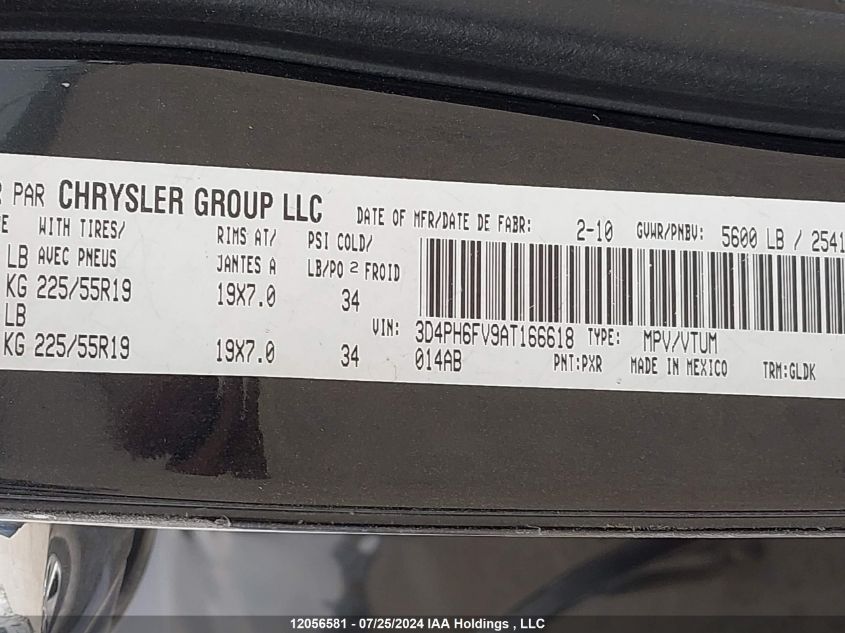 PAR CHRYSLER GROUP LLC DATE OF MFR/DATE DE FABR: 2-10 GVWR/PNBV: 5600 LB / 2541
WITH TIRES/ RIMS AT/ PSI COLD/
LB AVEC PNEUS JANTES A LB/PO 2 FROID
KG 225/55R19 19X7.0 34
LB
VIN: 3D4PH6FV9AT166618 TYPE: MPV/VTUM
KG 225/55R19 19X7.0 34 014AB PNT:PXR MADE IN MEXICO TRM:GLDK
12056581 - 07/25/2024 IAA Holdings , LLC